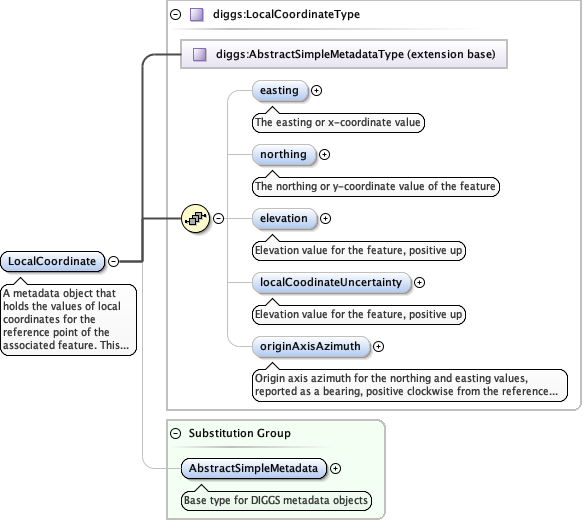 diggs:LocalCoordinateType
diggs:AbstractSimpleMetadataType (extension base)
easting
The easting or x-coordinate value
northing
The northing or y-coordinate value of the feature
elevation
Elevation value for the feature, positive up
localCoodinateUncertainty
Elevation value for the feature, positive up
originAxisAzimuth
Origin axis azimuth for the northing and easting values,
reported as a bearing, positive clockwise from the reference...
LocalCoordinate
A metadata object that
holds the values of local
coordinates for the
reference point of the
associated feature. This...
Substitution Group
AbstractSimpleMetadata
Base type for DIGGS metadata objects